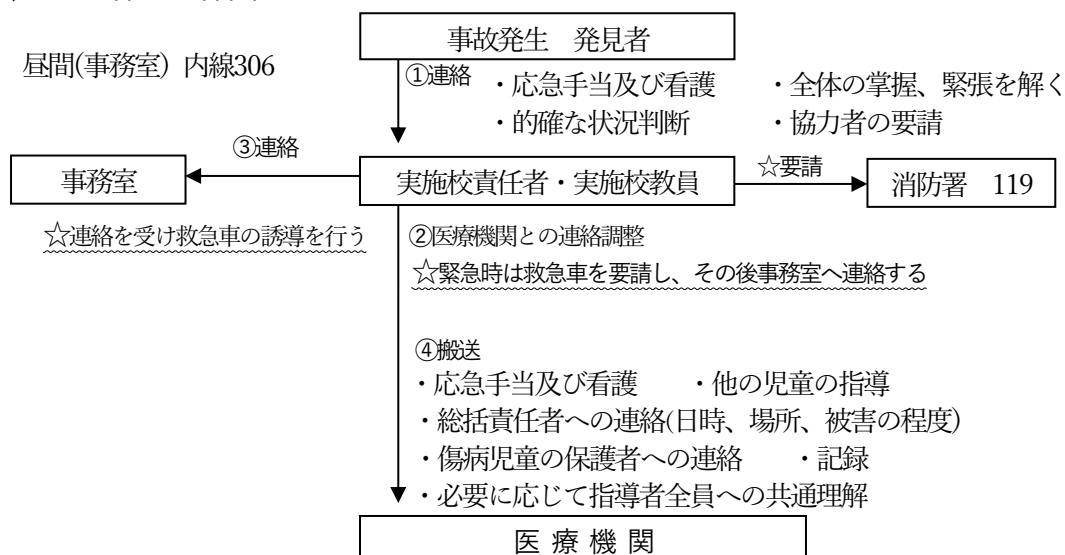 事故発生　発見者
昼間(事務室) 内線306
①連絡
・応急手当及び看護　　・全体の掌握、緊張を解く
・的確な状況判断　　　・協力者の要請
③連絡
事務室
実施校責任者・実施校教員
☆要請
消防署　119
☆連絡を受け救急車の誘導を行う
②医療機関との連絡調整
☆緊急時は救急車を要請し、その後事務室へ連絡する
④搬送
・応急手当及び看護　　・他の児童の指導
・総括責任者への連絡(日時、場所、被害の程度)
・傷病児童の保護者への連絡　　・記録
・必要に応じて指導者全員への共通理解
医 療 機 関